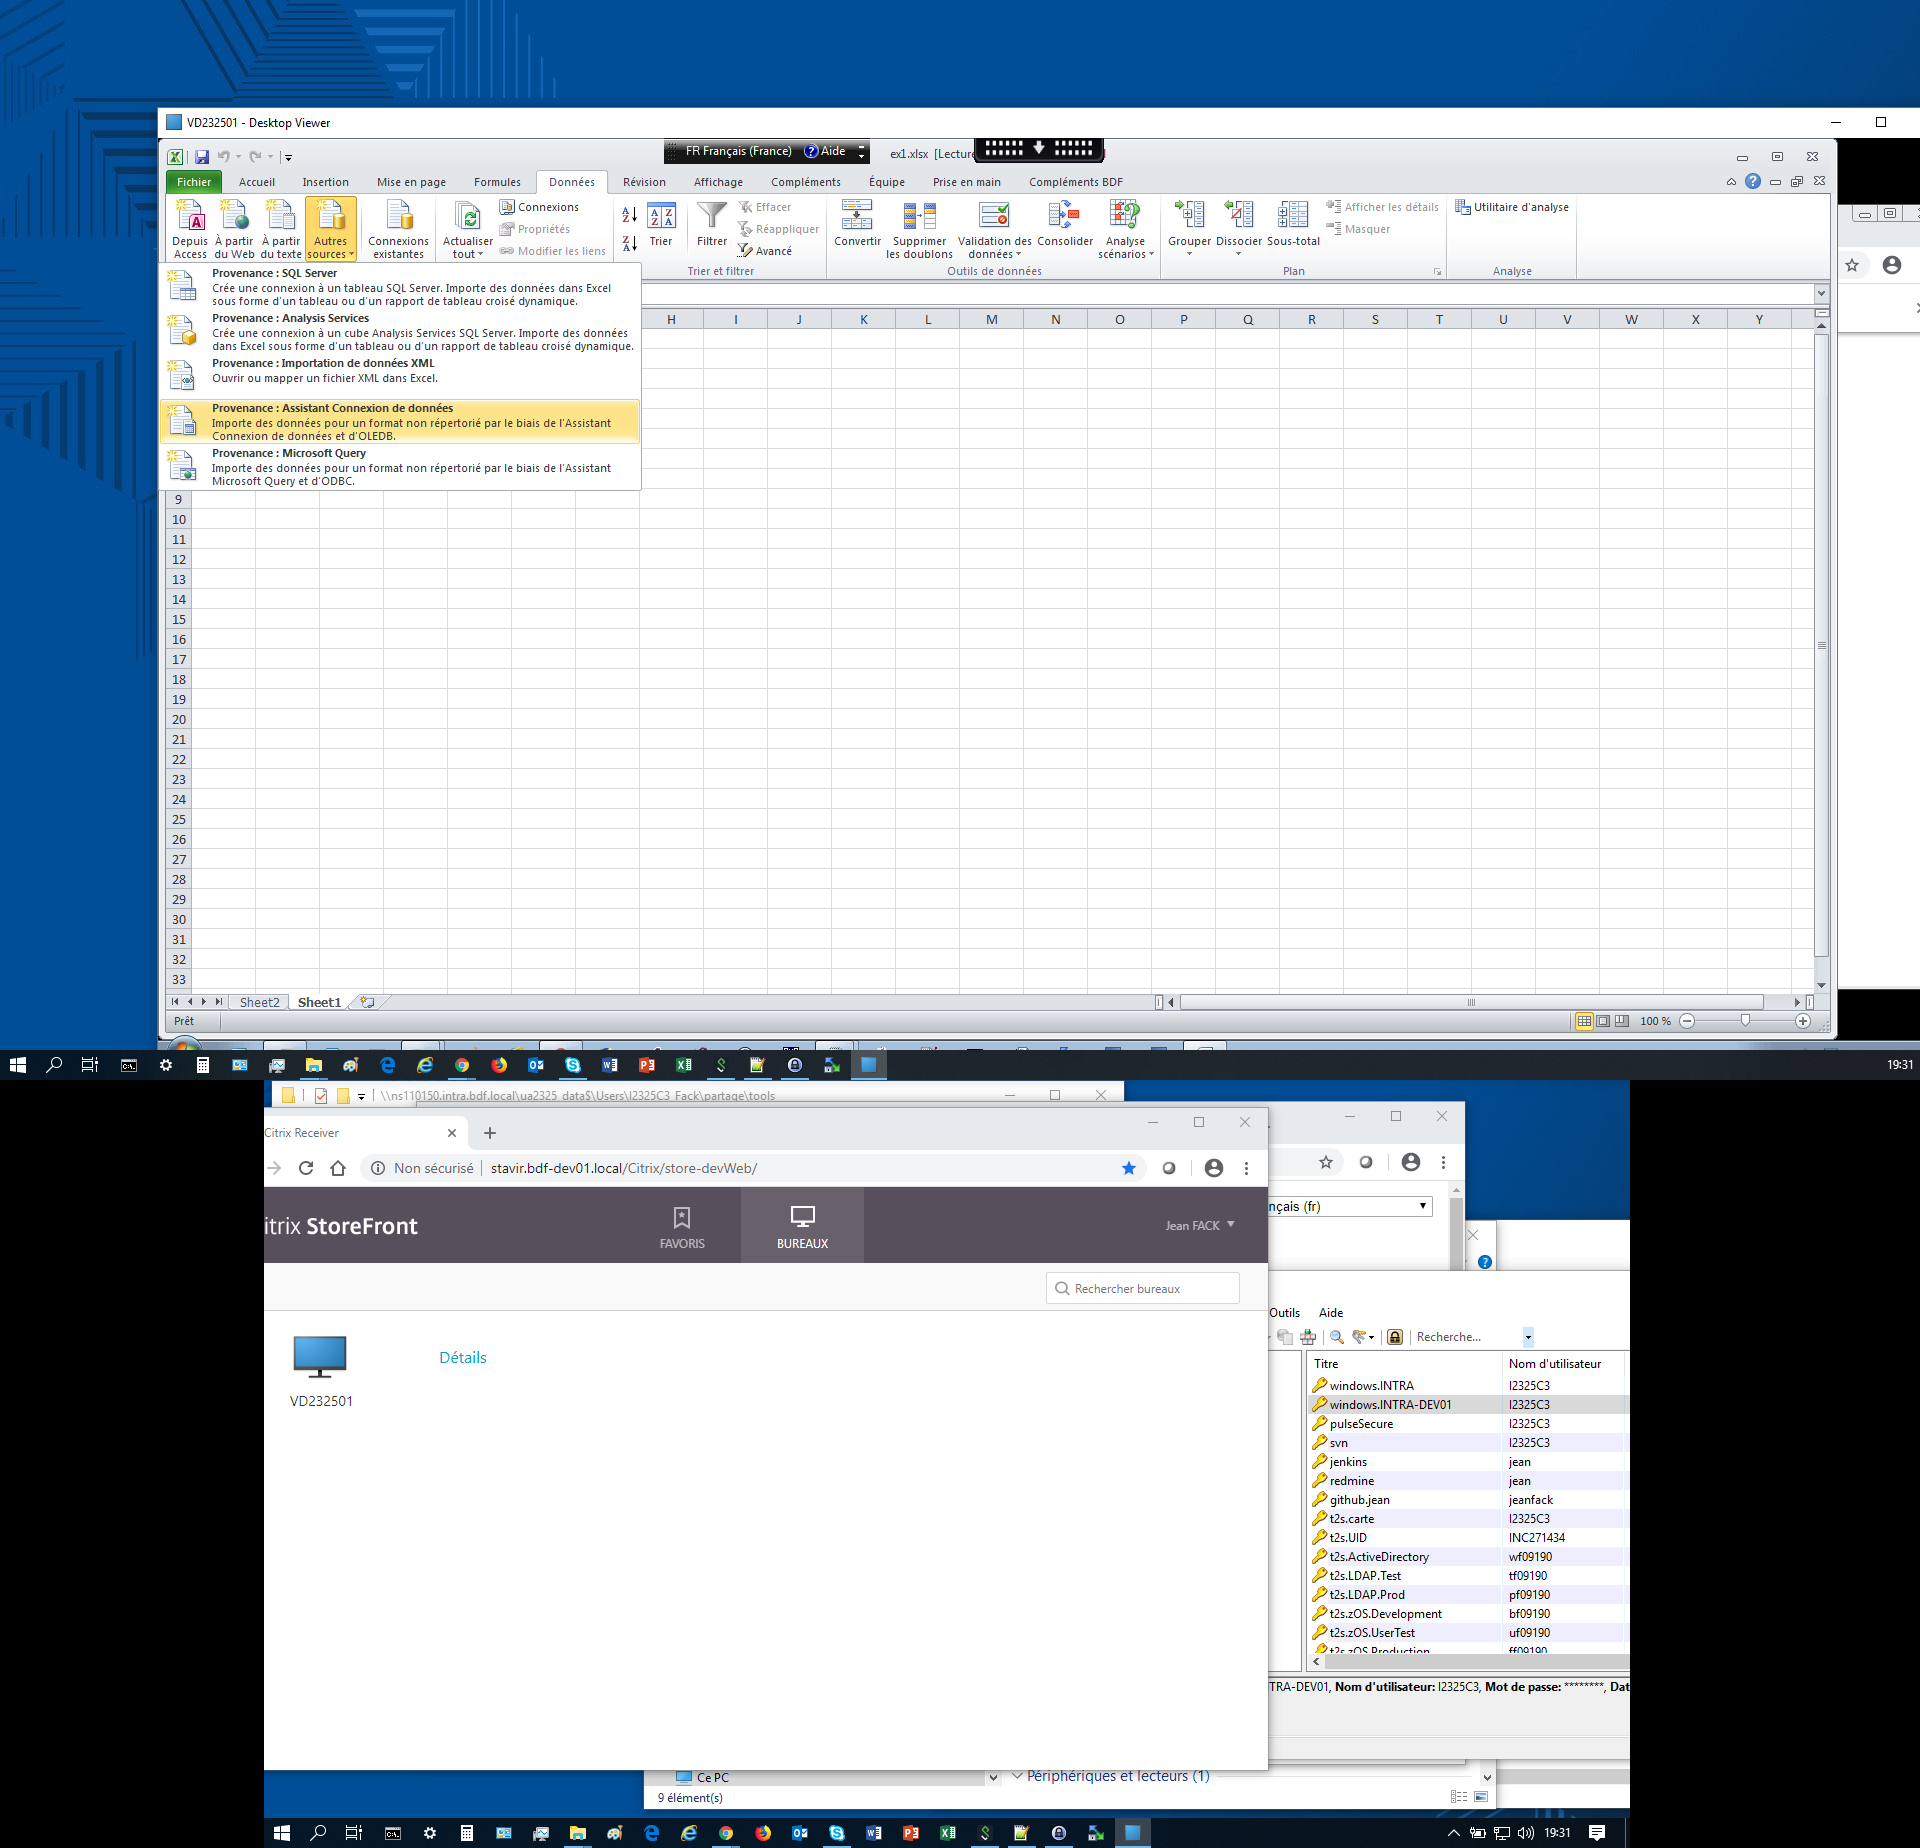 VD232501 - Desktop Viewer
FR Français (France) Aide
ex1.xlsx [Lecture
Fichier Accueil Insertion Mise en page Formules Données Révision Affichage Compléments Équipe Prise en main Compléments BDF
Depuis Access
À partir du Web
À partir du texte
Autres sources
Connexions existantes
Actualiser tout
Connexions
Propriétés
Modifier les liens
Trier
Filtrer
Effacer
Réappliquer
Avancé
Convertir
Supprimer les doublons
Validation des données
Consolider
Analyse scénarios
Grouper
Dissocier
Sous-total
Afficher les détails
Masquer
Utilitaire d'analyse
Trier et filtrer
Outils de données
Plan
Analyse
Provenance : SQL Server
Crée une connexion à un tableau SQL Server. Importe des données dans Excel
sous forme d'un tableau ou d'un rapport de tableau croisé dynamique.
Provenance : Analysis Services
Crée une connexion à un cube Analysis Services SQL Server. Importe des données
dans Excel sous forme d'un tableau ou d'un rapport de tableau croisé dynamique.
Provenance : Importation de données XML
Ouvrir ou mapper un fichier XML dans Excel.
Provenance : Assistant Connexion de données
Importe des données pour un format non répertorié par le biais de l'Assistant
Connexion de données et d'OLEDB.
Provenance : Microsoft Query
Importe des données pour un format non répertorié par le biais de l'Assistant
Microsoft Query et d'ODBC.
H I J K L M N O P Q R S T U V W X Y
9
10
11
12
13
14
15
16
17
18
19
20
21
22
23
24
25
26
27
28
29
30
31
32
33
Sheet2 Sheet1
Prêt
100 %
19:31
\\ns110150.intra.bdf.local\ua2325_data$\Users\I2325C3_Fack\partage\tools
Citrix Receiver
Non sécurisé stavir.bdf-dev01.local/Citrix/store-devWeb/
itrix StoreFront
FAVORIS
BUREAUX
Jean FACK
Rechercher bureaux
VD232501
Détails
nçais (fr)
Outils Aide
Recherche...
Titre Nom d'utilisateur
windows.INTRA I2325C3
windows.INTRA-DEV01 I2325C3
pulseSecure I2325C3
svn I2325C3
jenkins jean
redmine jean
github.jean jeanfack
t2s.carte I2325C3
t2s.UID INC271434
t2s.ActiveDirectory wf09190
t2s.LDAP.Test tf09190
t2s.LDAP.Prod pf09190
t2s.zOS.Development bf09190
t2s.zOS.UserTest uf09190
t2s.zOS.Production ff09190
TRA-DEV01, Nom d'utilisateur: I2325C3, Mot de passe: ********, Dat
Ce PC
Périphériques et lecteurs (1)
9 élément(s)
19:31